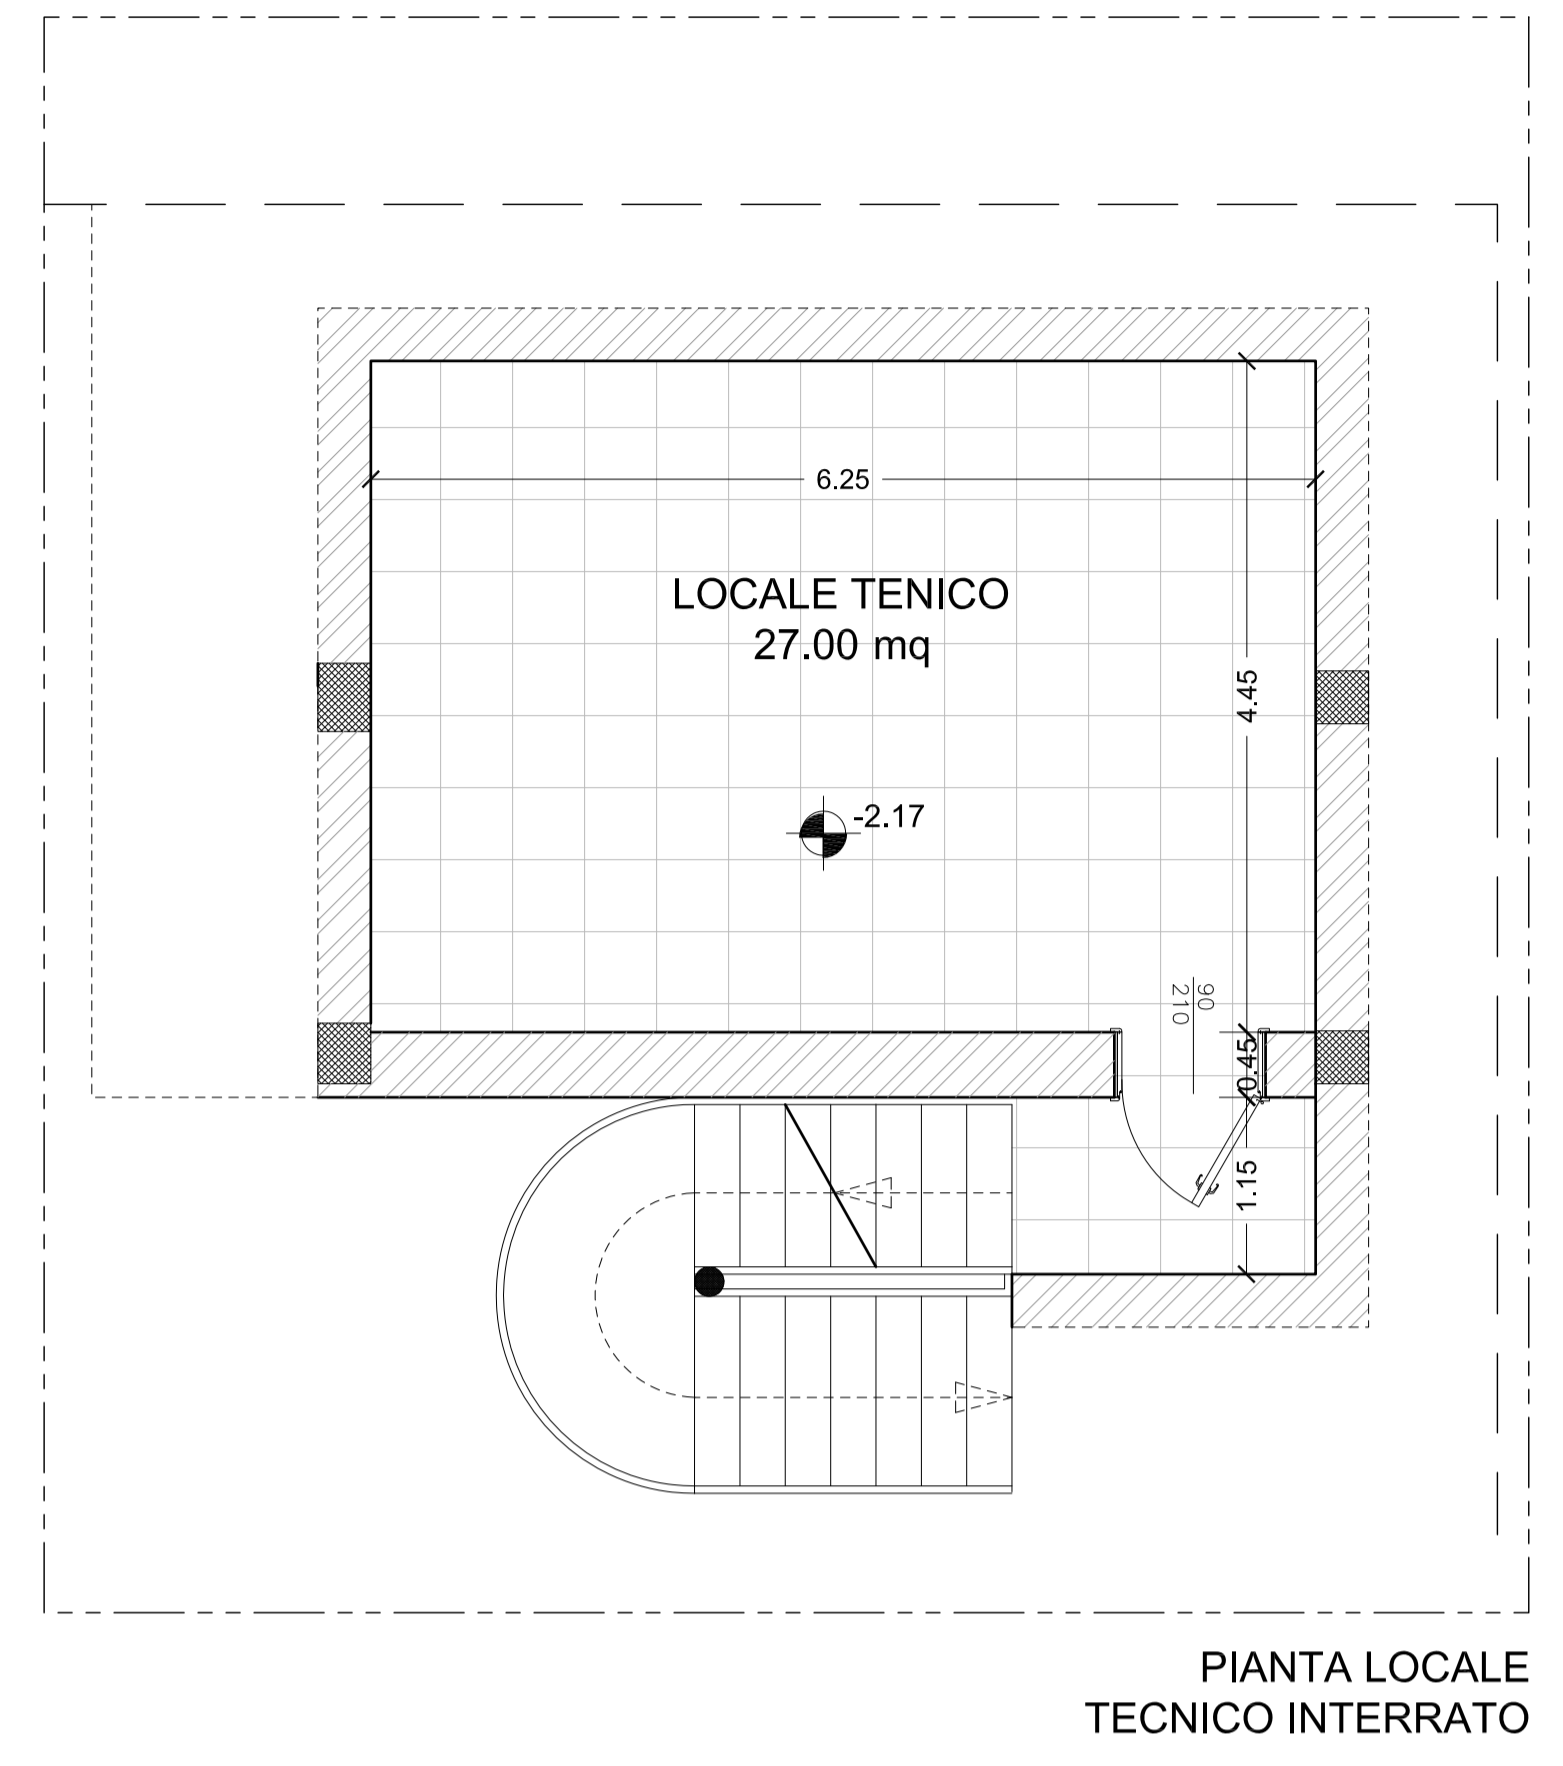 6.25
LOCALE TENICO
27.00 mq
4.45
-2.17
90
210
0.45
1.15
PIANTA LOCALE
TECNICO INTERRATO